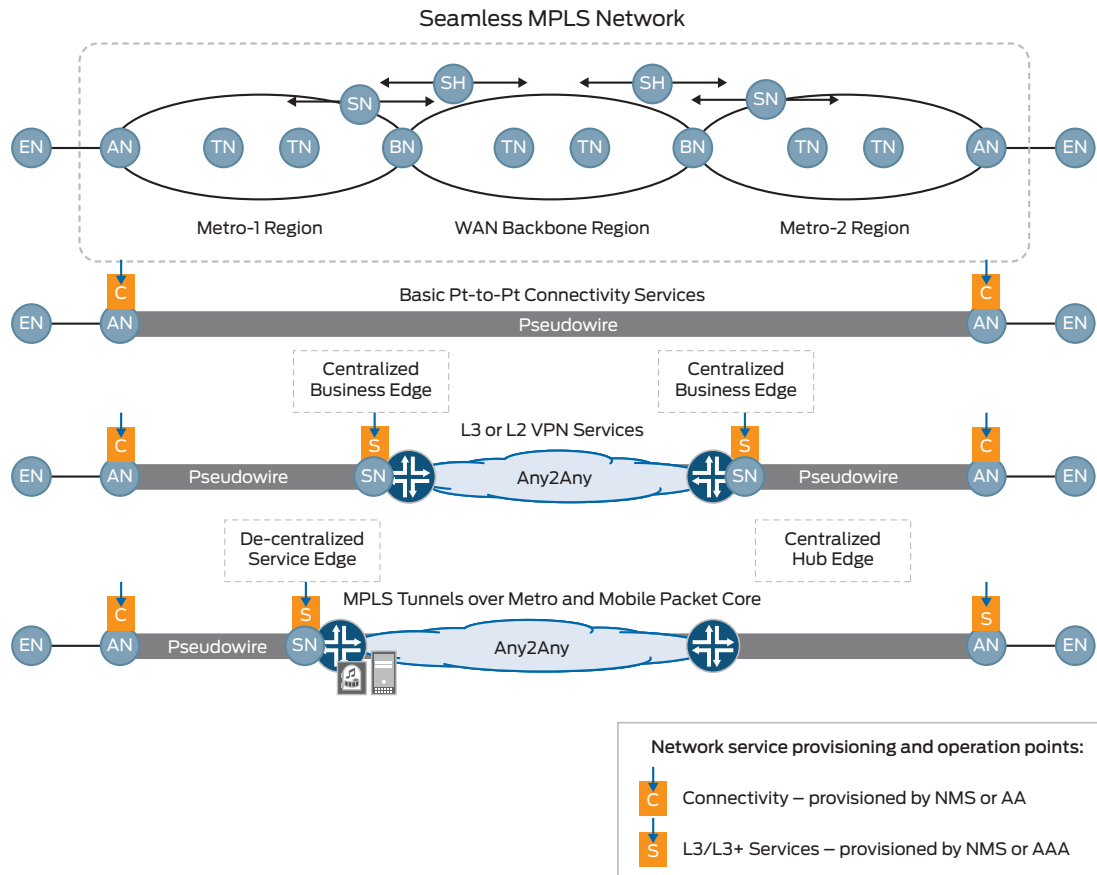 Seamless MPLS Network
SH SH
SN SN
EN AN TN TN BN TN TN BN TN TN AN EN
Metro-1 Region WAN Backbone Region Metro-2 Region
C C
Basic Pt-to-Pt Connectivity Services
EN AN Pseudowire AN EN
Centralized
Business Edge
Centralized
Business Edge
C S L3 or L2 VPN Services S C
EN AN Pseudowire SN Any2Any SN Pseudowire AN EN
De-centralized
Service Edge
Centralized
Hub Edge
C S MPLS Tunnels over Metro and Mobile Packet Core S
EN AN Pseudowire SN Any2Any AN EN
Network service provisioning and operation points:
C Connectivity – provisioned by NMS or AA
S L3/L3+ Services – provisioned by NMS or AAA